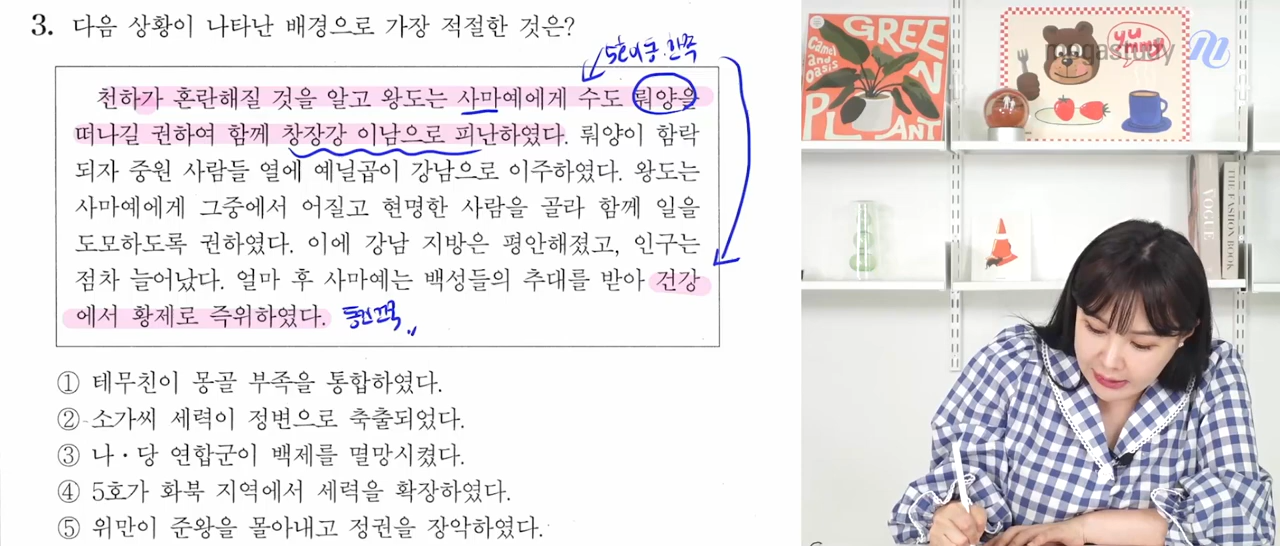 3. 다음 상황이 나타난 배경으로 가장 적절한 것은?
5호이동·한족
천하가 혼란해질 것을 알고 왕도는 사마예에게 수도 뤄양을
떠나길 권하여 함께 창장강 이남으로 피난하였다. 뤄양이 함락
되자 중원 사람들 열에 예닐곱이 강남으로 이주하였다. 왕도는
사마예에게 그중에서 어질고 현명한 사람을 골라 함께 일을
도모하도록 권하였다. 이에 강남 지방은 평안해졌고, 인구는
점차 늘어났다. 얼마 후 사마예는 백성들의 추대를 받아 건강
에서 황제로 즉위하였다. 동진 건국
① 테무친이 몽골 부족을 통합하였다.
② 소가씨 세력이 정변으로 축출되었다.
③ 나·당 연합군이 백제를 멸망시켰다.
④ 5호가 화북 지역에서 세력을 확장하였다.
⑤ 위만이 준왕을 몰아내고 정권을 장악하였다.
GREEN
Camel
and
Oasis
PLANT
yummy
megastudy
VOGUE
THE FASHION BOOK